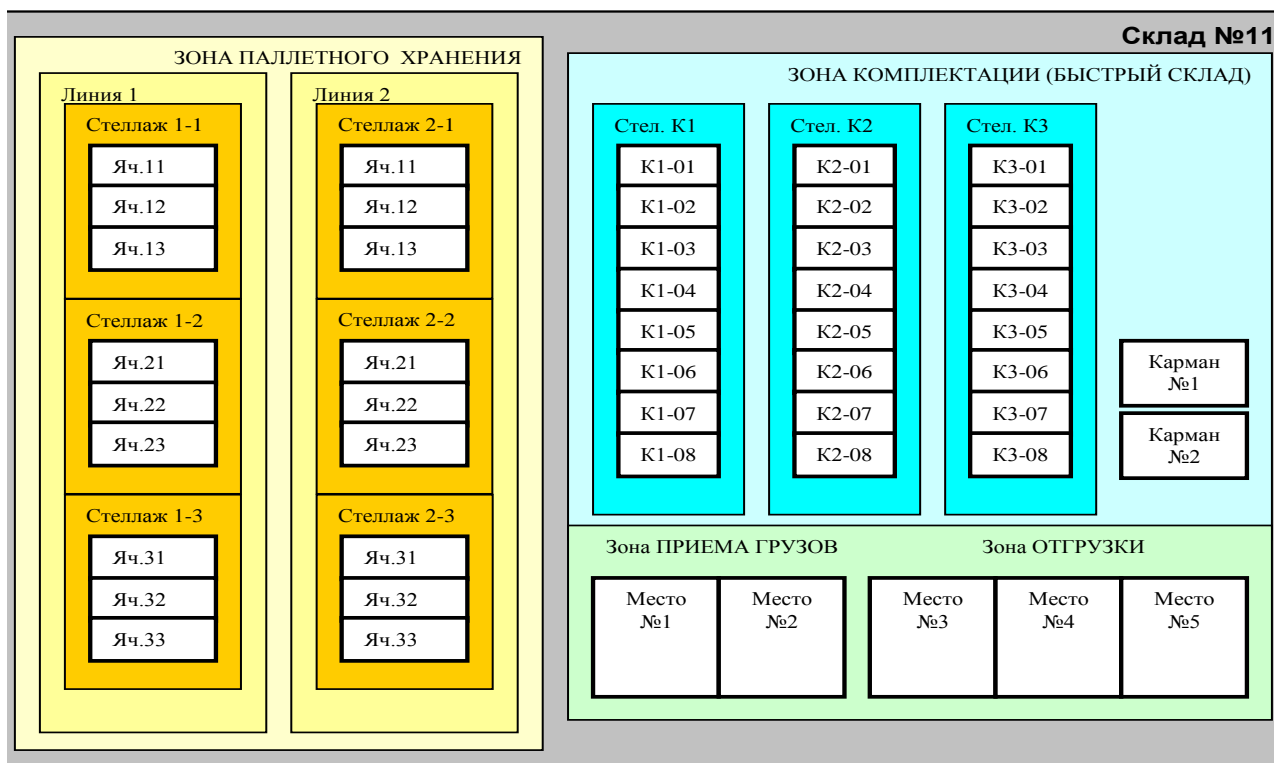 Склад №11
ЗОНА ПАЛЛЕТНОГО ХРАНЕНИЯ
Линия 1
Стеллаж 1-1
Яч.11
Яч.12
Яч.13
Стеллаж 1-2
Яч.21
Яч.22
Яч.23
Стеллаж 1-3
Яч.31
Яч.32
Яч.33
Линия 2
Стеллаж 2-1
Яч.11
Яч.12
Яч.13
Стеллаж 2-2
Яч.21
Яч.22
Яч.23
Стеллаж 2-3
Яч.31
Яч.32
Яч.33
ЗОНА КОМПЛЕКТАЦИИ (БЫСТРЫЙ СКЛАД)
Стел. К1
К1-01
К1-02
К1-03
К1-04
К1-05
К1-06
К1-07
К1-08
Стел. К2
К2-01
К2-02
К2-03
К2-04
К2-05
К2-06
К2-07
К2-08
Стел. К3
К3-01
К3-02
К3-03
К3-04
К3-05
К3-06
К3-07
К3-08
Карман
№1
Карман
№2
Зона ПРИЕМА ГРУЗОВ
Место
№1
Место
№2
Зона ОТГРУЗКИ
Место
№3
Место
№4
Место
№5